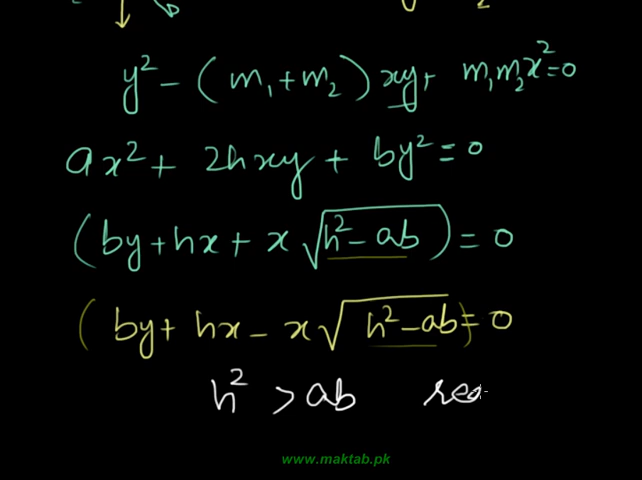 y² - (m₁+m₂) xy + m₁m₂x² = 0
ax² + 2hxy + by² = 0
(by + hx + x √(h² - ab)) = 0
(by + hx - x √(h² - ab)) = 0
h² > ab rea
www.maktab.pk